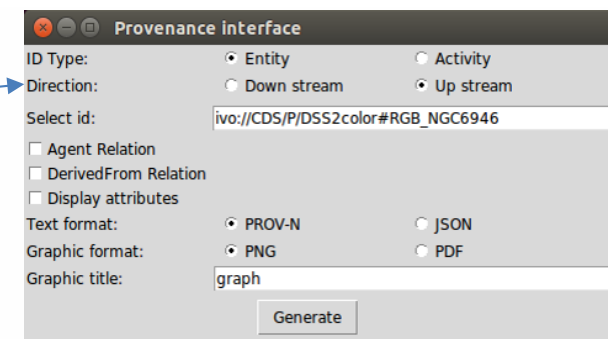 Provenance interface
ID Type: Entity Activity
Direction: Down stream Up stream
Select id: ivo://CDS/P/DSS2color#RGB_NGC6946
Agent Relation
DerivedFrom Relation
Display attributes
Text format: PROV-N JSON
Graphic format: PNG PDF
Graphic title: graph
Generate